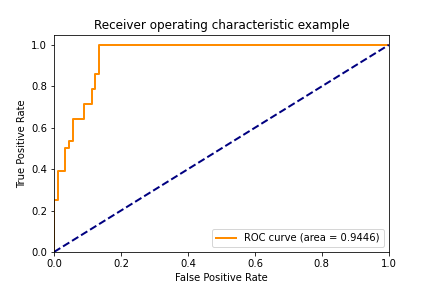 Receiver operating characteristic example
True Positive Rate
1.0
0.8
0.6
0.4
0.2
0.0
ROC curve (area = 0.9446)
0.0 0.2 0.4 0.6 0.8 1.0
False Positive Rate